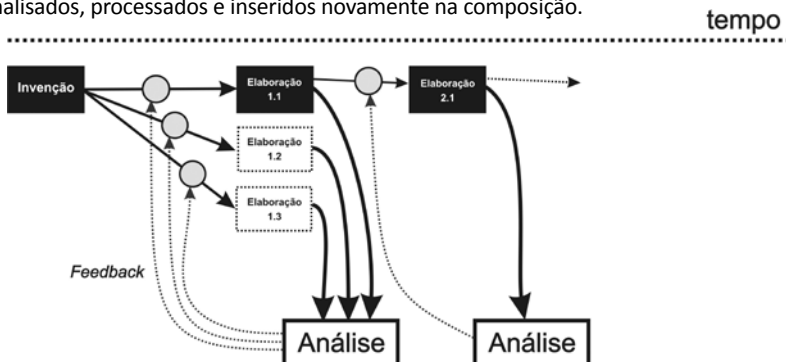 nalisados, processados e inseridos novamente na composição.
tempo
Invenção
Elaboração
1.1
Elaboração
2.1
Elaboração
1.2
Elaboração
1.3
Feedback
Análise
Análise